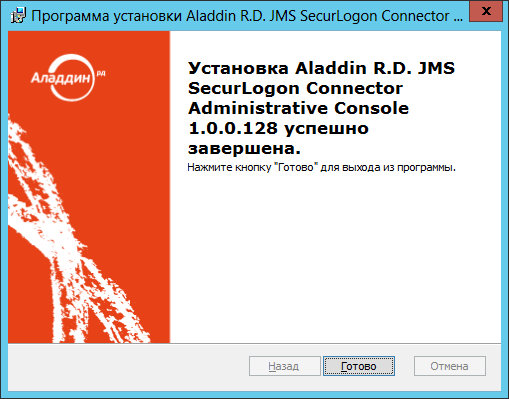 Программа установки Aladdin R.D. JMS SecurLogon Connector ...
Аладдин РД
Установка Aladdin R.D. JMS
SecurLogon Connector
Administrative Console
1.0.0.128 успешно
завершена.
Нажмите кнопку "Готово" для выхода из программы.
Назад
Готово
Отмена